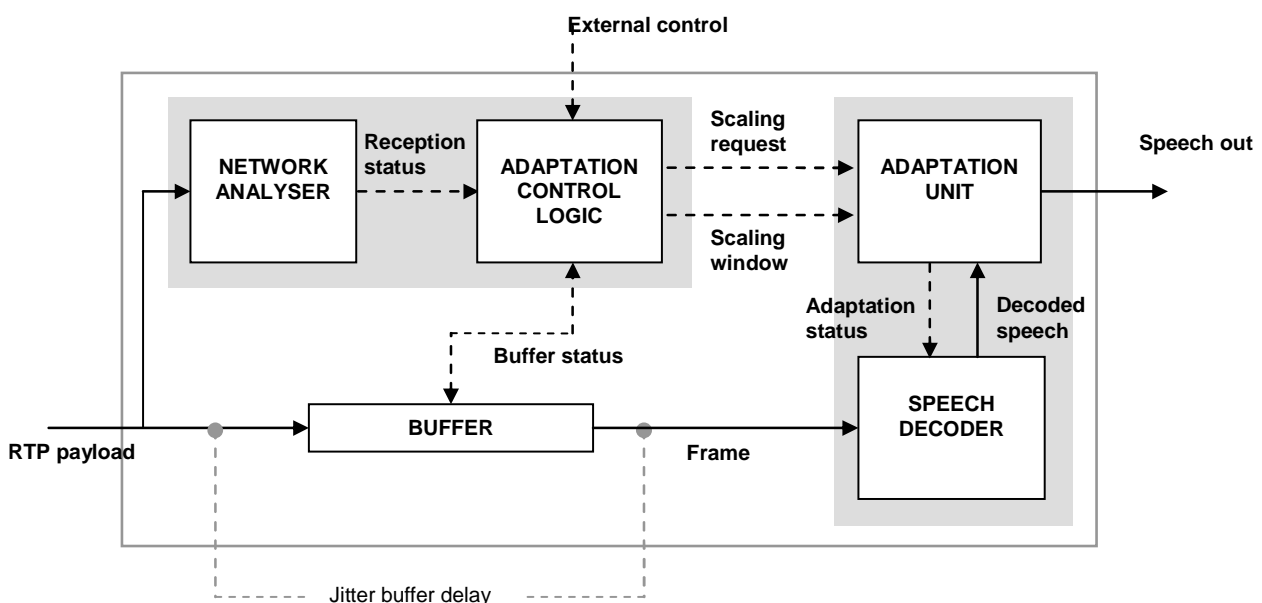 External control
Reception
status
Scaling
request
Speech out
NETWORK
ANALYSER
ADAPTATION
CONTROL
LOGIC
ADAPTATION
UNIT
Scaling
window
Adaptation
status
Decoded
speech
Buffer status
BUFFER
SPEECH
DECODER
RTP payload
Frame
Jitter buffer delay